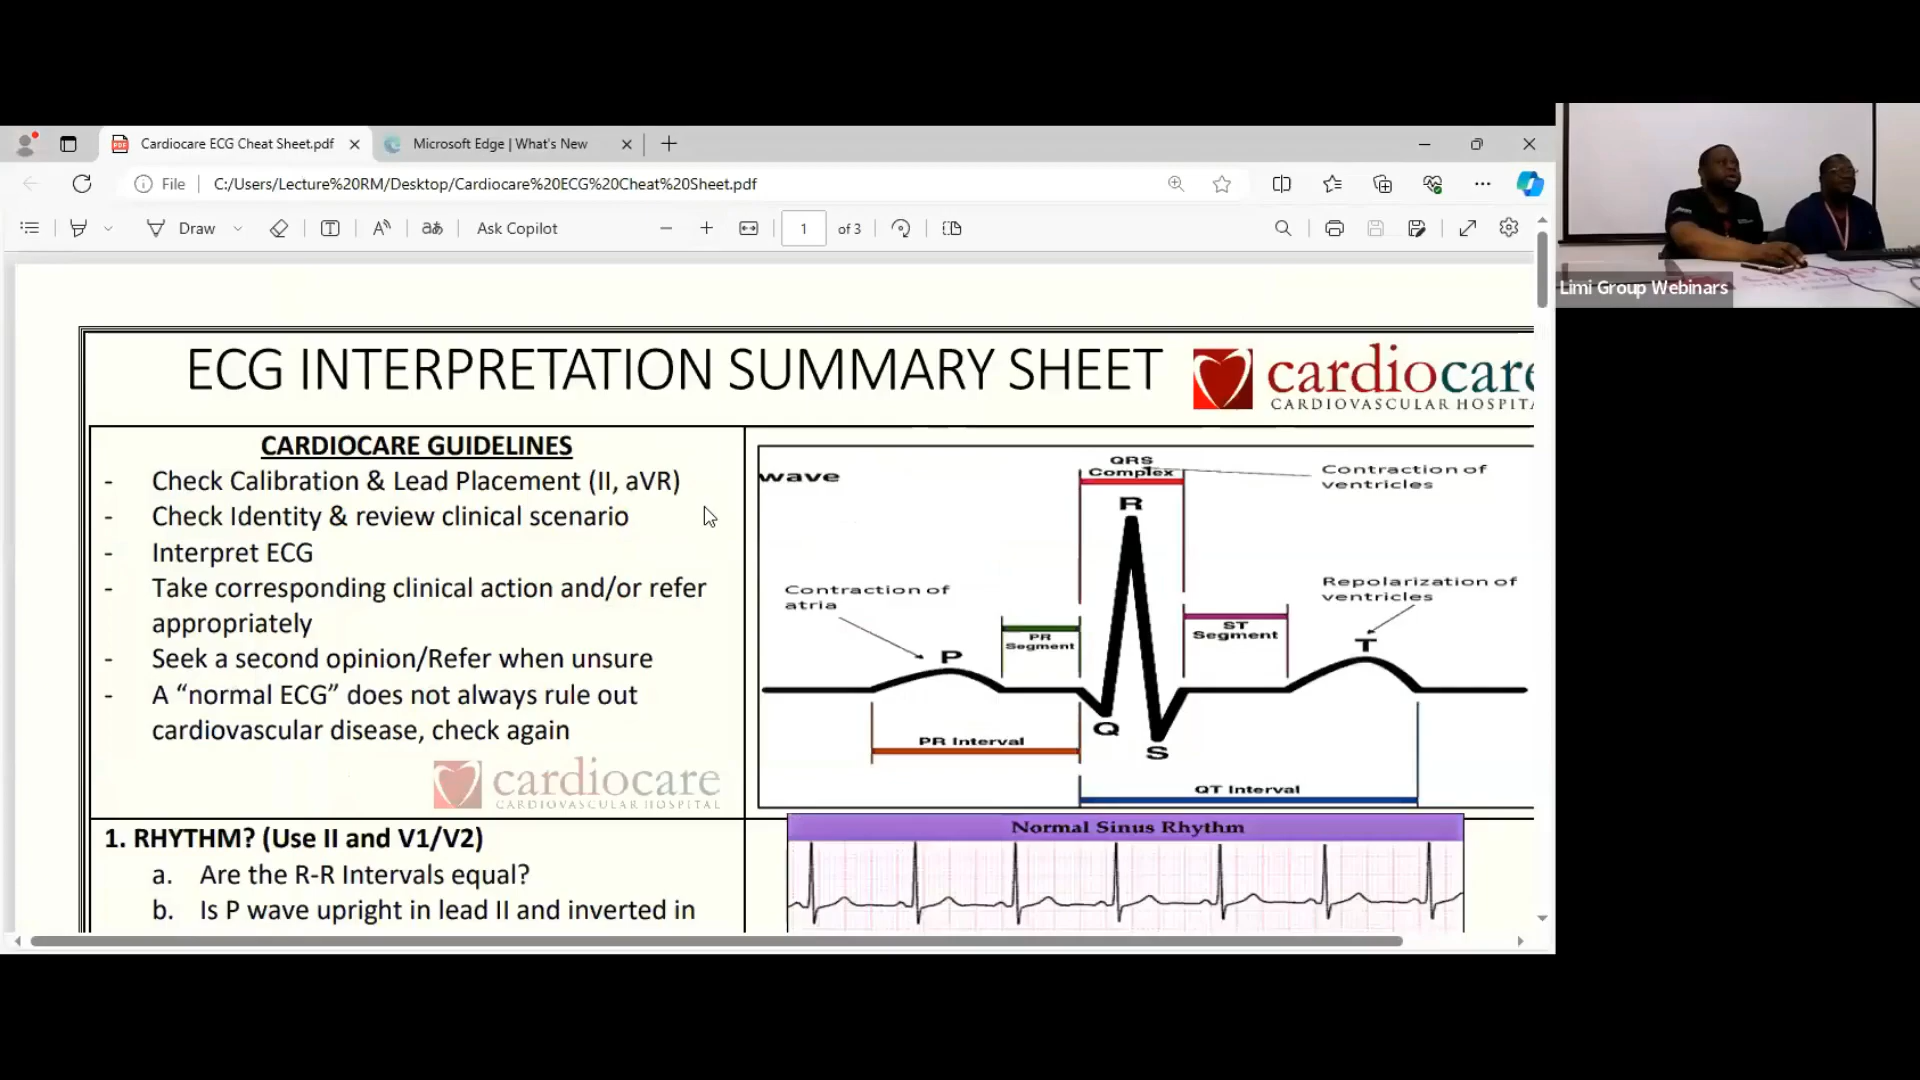 Cardiocare ECG Cheat Sheet.pdf
Microsoft Edge | What's New
File
C:/Users/Lecture%20RM/Desktop/Cardiocare%20ECG%20Cheat%20Sheet.pdf
Draw
Ask Copilot
1
of 3
Limi Group Webinars
ECG INTERPRETATION SUMMARY SHEET
cardiocare
CARDIOVASCULAR HOSPITA
CARDIOCARE GUIDELINES
- Check Calibration & Lead Placement (II, aVR)
- Check Identity & review clinical scenario
- Interpret ECG
- Take corresponding clinical action and/or refer
appropriately
- Seek a second opinion/Refer when unsure
- A “normal ECG” does not always rule out
cardiovascular disease, check again
cardiocare
CARDIOVASCULAR HOSPITAL
wave
QRS
Complex
Contraction of
ventricles
R
Contraction of
atria
P
PR
Segment
ST
Segment
Repolarization of
ventricles
T
Q
S
PR Interval
QT Interval
1. RHYTHM? (Use II and V1/V2)
a. Are the R-R Intervals equal?
b. Is P wave upright in lead II and inverted in
Normal Sinus Rhythm